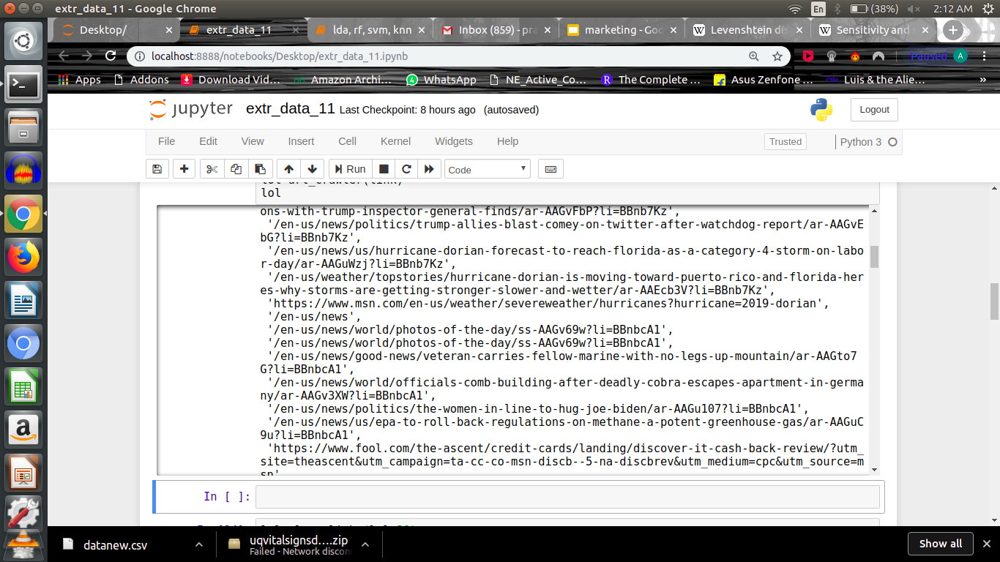 extr_data_11 - Google Chrome
En
(38%)
2:12 AM
Desktop/
extr_data_11
lda, rf, svm, knn
Inbox (859) - pra
marketing - Goo
Levenshtein dis
Sensitivity and s
localhost:8888/notebooks/Desktop/extr_data_11.ipynb
Paused
A
Apps
Addons
Download Vid…
Amazon Archi…
WhatsApp
NE_Active_Co…
The Complete …
Asus Zenfone …
Luis & the Alie…
»
jupyter extr_data_11 Last Checkpoint: 8 hours ago (autosaved)
Logout
File
Edit
View
Insert
Cell
Kernel
Widgets
Help
Trusted
Python 3
Run
Code
lol
ons-with-trump-inspector-general-finds/ar-AAGvFbP?li=BBnb7Kz',
'/en-us/news/politics/trump-allies-blast-comey-on-twitter-after-watchdog-report/ar-AAGvE
bG?li=BBnb7Kz',
'/en-us/news/us/hurricane-dorian-forecast-to-reach-florida-as-a-category-4-storm-on-labo
r-day/ar-AAGuWzj?li=BBnb7Kz',
'/en-us/weather/topstories/hurricane-dorian-is-moving-toward-puerto-rico-and-florida-her
es-why-storms-are-getting-stronger-slower-and-wetter/ar-AAEcb3V?li=BBnb7Kz',
'https://www.msn.com/en-us/weather/severeweather/hurricanes?hurricane=2019-dorian',
'/en-us/news',
'/en-us/news/world/photos-of-the-day/ss-AAGv69w?li=BBnbcA1',
'/en-us/news/world/photos-of-the-day/ss-AAGv69w?li=BBnbcA1',
'/en-us/news/good-news/veteran-carries-fellow-marine-with-no-legs-up-mountain/ar-AAGto7
G?li=BBnbcA1',
'/en-us/news/world/officials-comb-building-after-deadly-cobra-escapes-apartment-in-germa
ny/ar-AAGv3XW?li=BBnbcA1',
'/en-us/news/politics/the-women-in-line-to-hug-joe-biden/ar-AAGu107?li=BBnbcA1',
'/en-us/news/us/epa-to-roll-back-regulations-on-methane-a-potent-greenhouse-gas/ar-AAGuC
9u?li=BBnbcA1',
'https://www.fool.com/the-ascent/credit-cards/landing/discover-it-cash-back-review/?utm_
site=theascent&utm_campaign=ta-cc-co-msn-discb--5-na-discbrev&utm_medium=cpc&utm_source=m
sn'
In [ ]:
datanew.csv
uqvitalsignsd....zip
Failed - Network discon
Show all